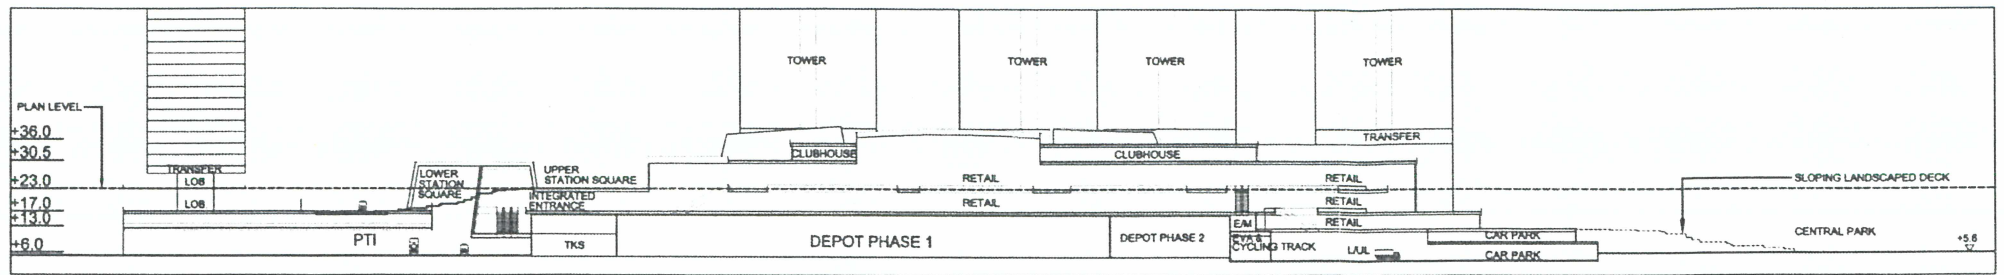 TOWER
TOWER
TOWER
TOWER
PLAN LEVEL
+36.0
TRANSFER
+30.5
CLUBHOUSE
CLUBHOUSE
TRANSFER
LOB
LOWER
STATION
SQUARE
UPPER
STATION SQUARE
RETAIL
RETAIL
SLOPING LANDSCAPED DECK
+23.0
INTEGRATED
ENTRANCE
LOB
RETAIL
RETAIL
+17.0
+13.0
RETAIL
E/M
PTI
TKS
DEPOT PHASE 1
DEPOT PHASE 2
EVA &
CYCLING TRACK
L/UL
CAR PARK
CAR PARK
CENTRAL PARK
+5.6
+6.0